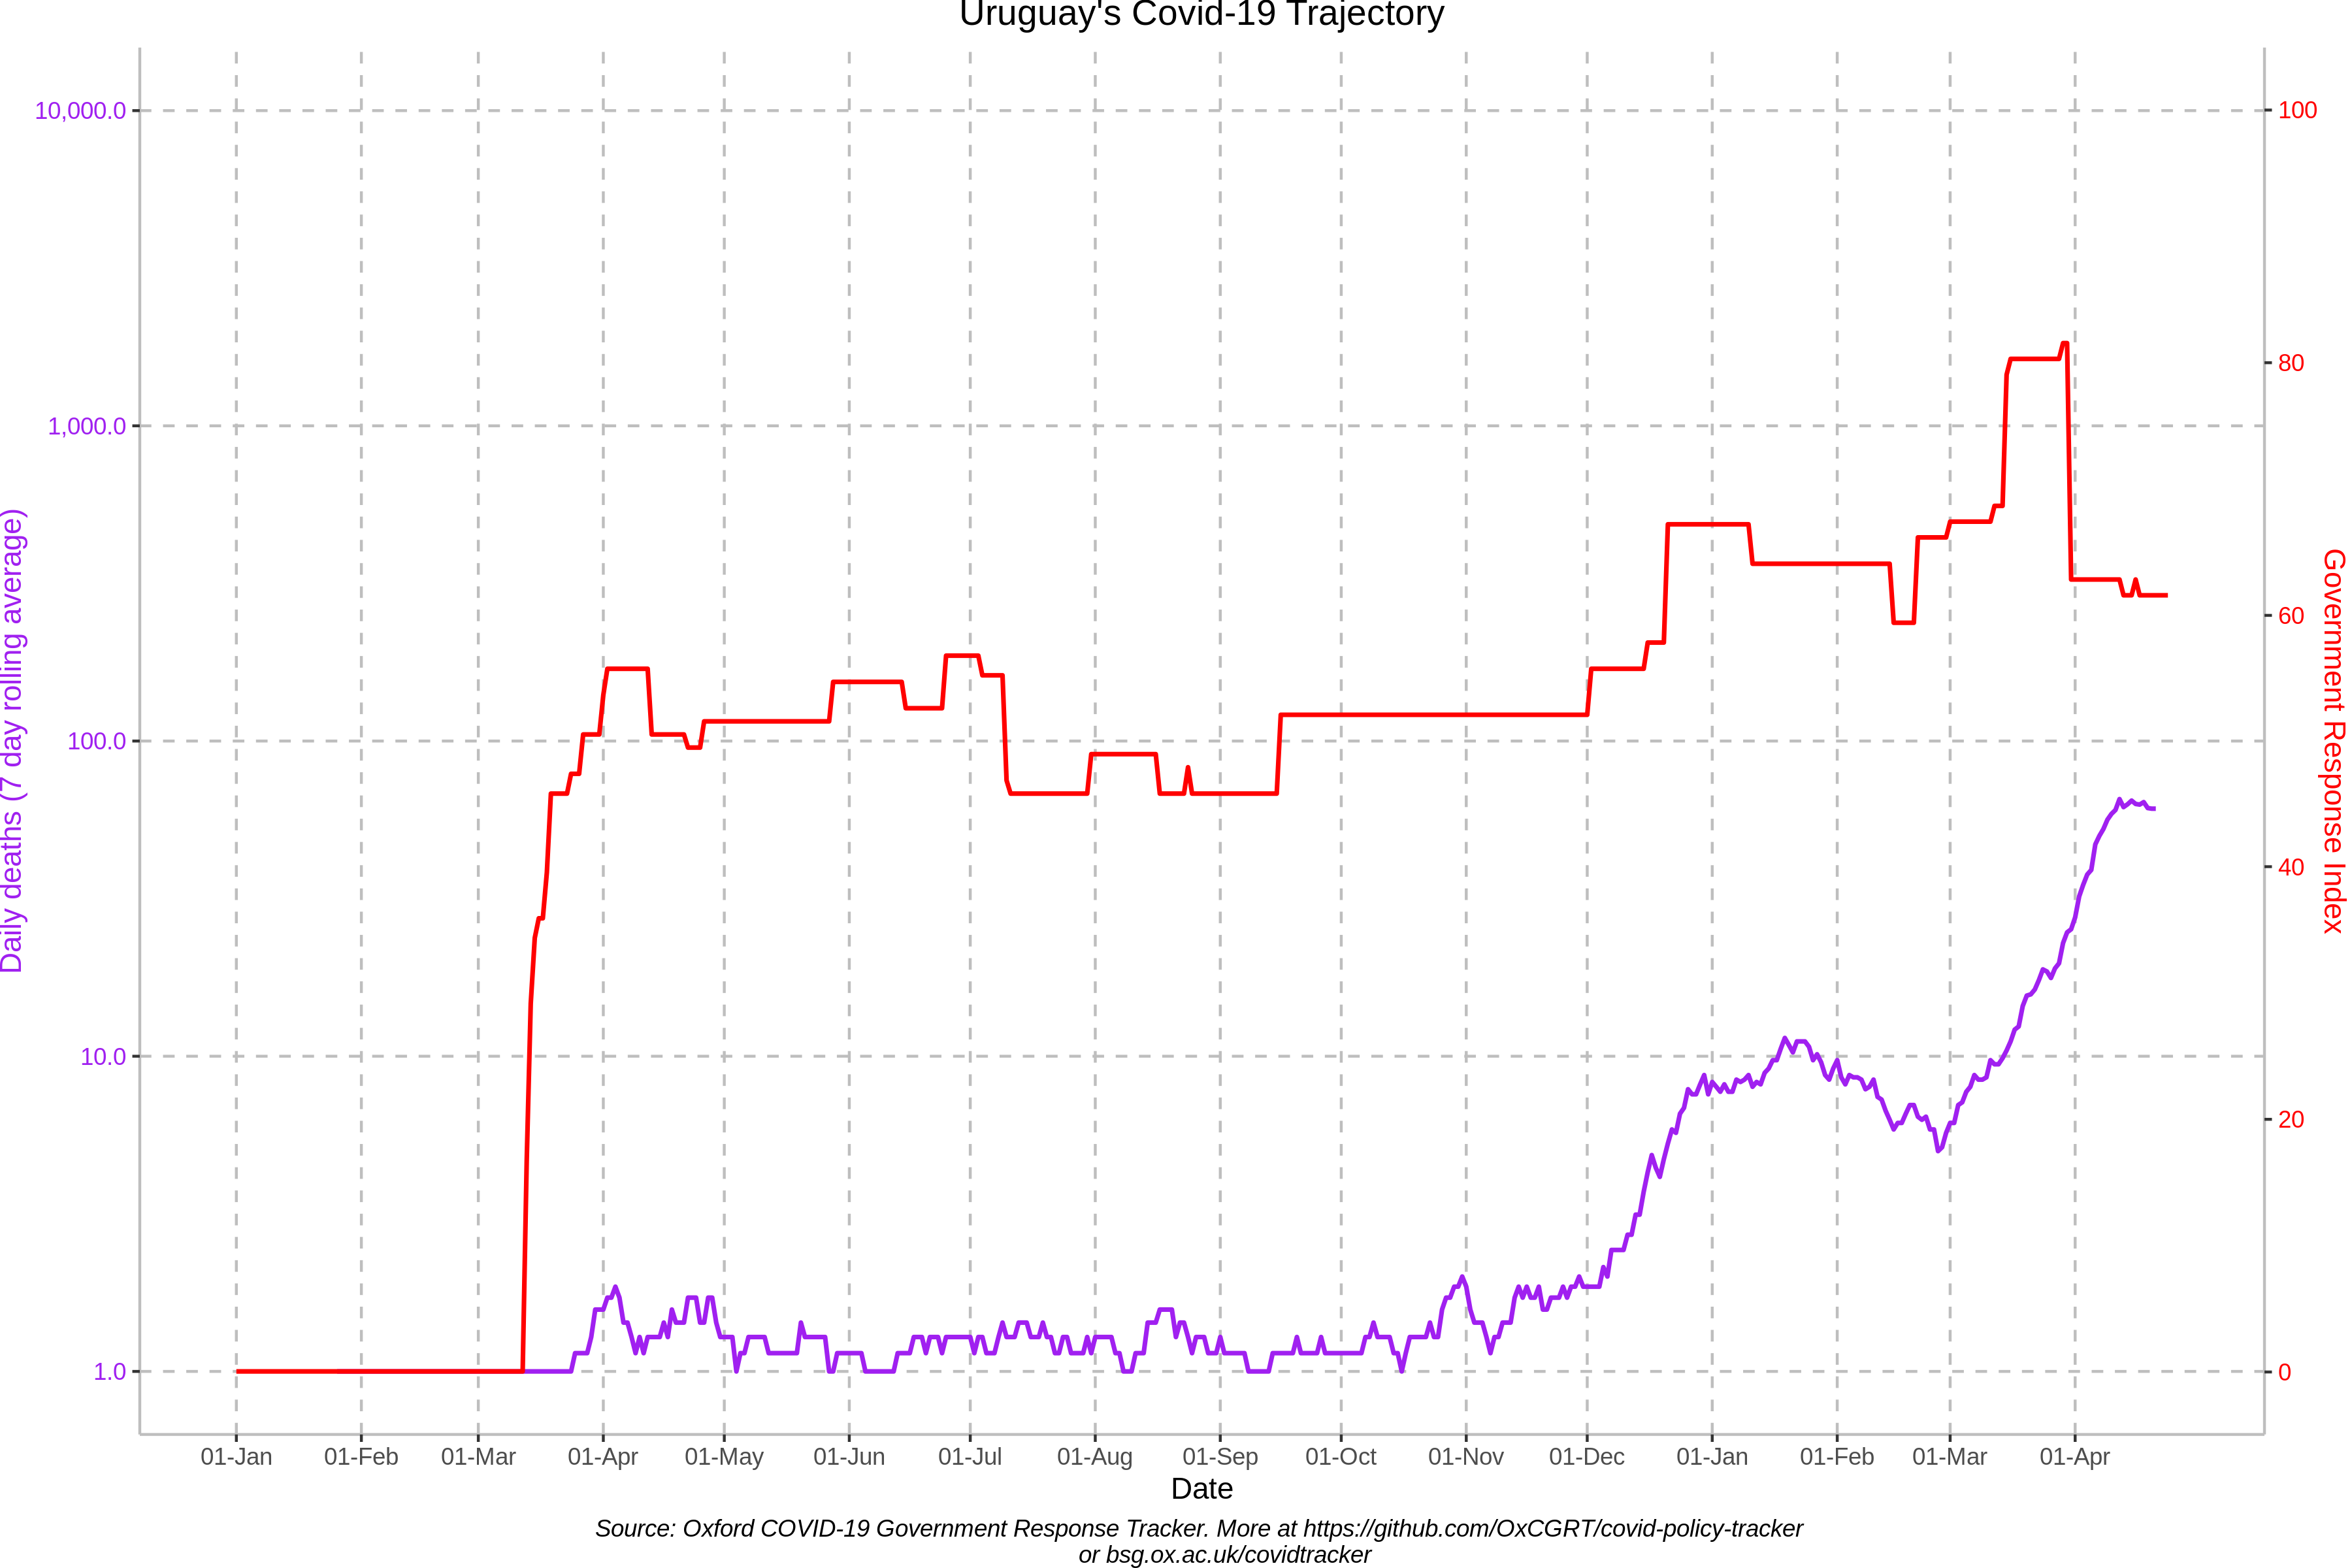 Uruguay's Covid-19 Trajectory
Daily deaths (7 day rolling average)
10,000.0
1,000.0
100.0
10.0
1.0
100
80
60
40
20
0
Government Response Index
01-Jan 01-Feb 01-Mar 01-Apr 01-May 01-Jun 01-Jul 01-Aug 01-Sep 01-Oct 01-Nov 01-Dec 01-Jan 01-Feb 01-Mar 01-Apr
Date
Source: Oxford COVID-19 Government Response Tracker. More at https://github.com/OxCGRT/covid-policy-tracker
or bsg.ox.ac.uk/covidtracker